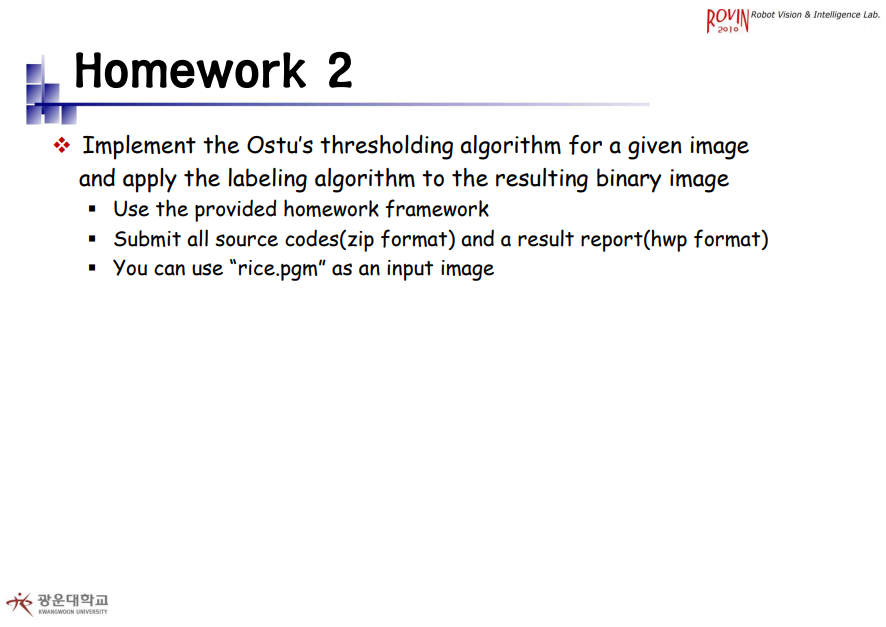 ROVIN
2010
Robot Vision & Intelligence Lab.
Homework 2
Implement the Ostu's thresholding algorithm for a given image
and apply the labeling algorithm to the resulting binary image
Use the provided homework framework
Submit all source codes(zip format) and a result report(hwp format)
You can use “rice.pgm” as an input image
광운대학교
KWANGWOON UNIVERSITY